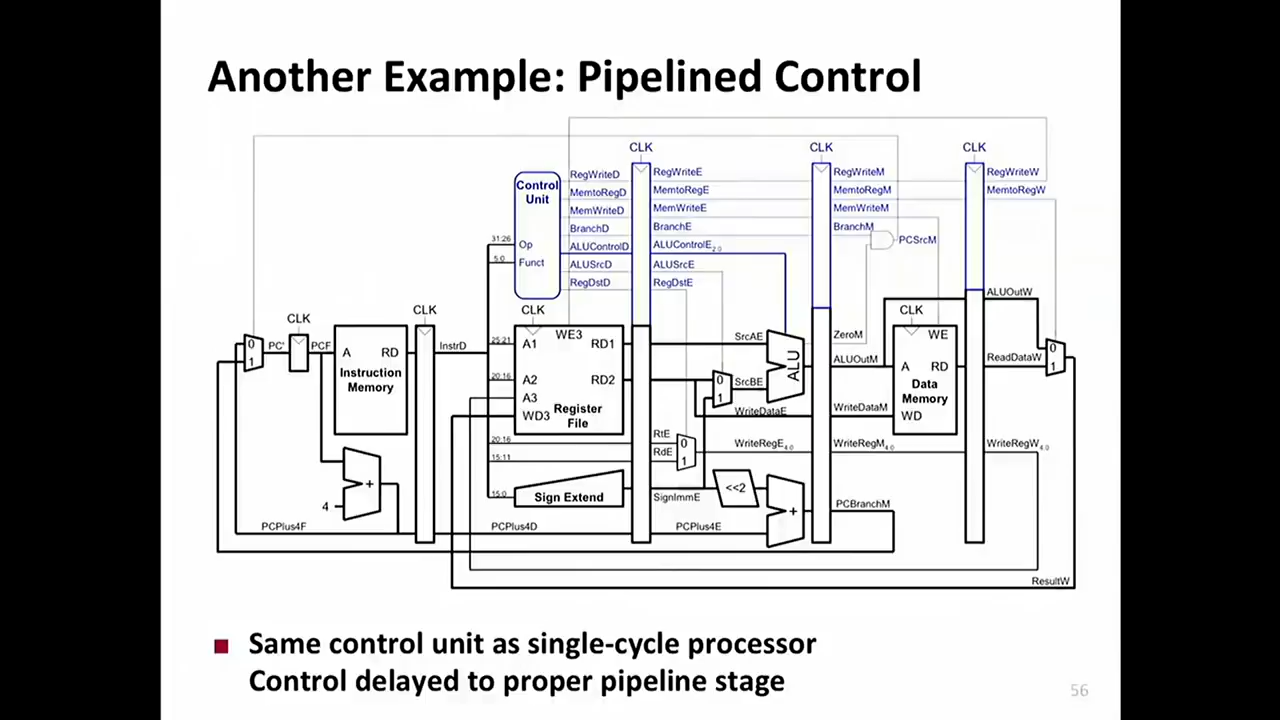 Another Example: Pipelined Control
CLK CLK CLK
Control
Unit
Op
Funct
31:26
5:0
RegWriteD RegWriteE RegWriteM RegWriteW
MemtoRegD MemtoRegE MemtoRegM MemtoRegW
MemWriteD MemWriteE MemWriteM
BranchD BranchE BranchM
ALUControlD ALUControlE2:0
PCSrcM
ALUSrcD ALUSrcE
RegDstD RegDstE
ALUOutW
CLK CLK CLK CLK
0
1
PC' PCF
A RD
Instruction
Memory
InstrD
25:21
20:16
A1 WE3 RD1
A2 RD2
A3
WD3
Register
File
SrcAE
0
1
SrcBE
ALU
ZeroM
ALUOutM
WE
A RD
Data
Memory
WD
ReadDataW
0
1
WriteDataE WriteDataM
20:16
15:11
RtE
RdE
0
1
WriteRegE4:0 WriteRegM4:0 WriteRegW4:0
15:0
Sign Extend
SignImmE
<<2
+
+
4
PCBranchM
PCPlus4F PCPlus4D PCPlus4E
ResultW
■ Same control unit as single-cycle processor
Control delayed to proper pipeline stage
56